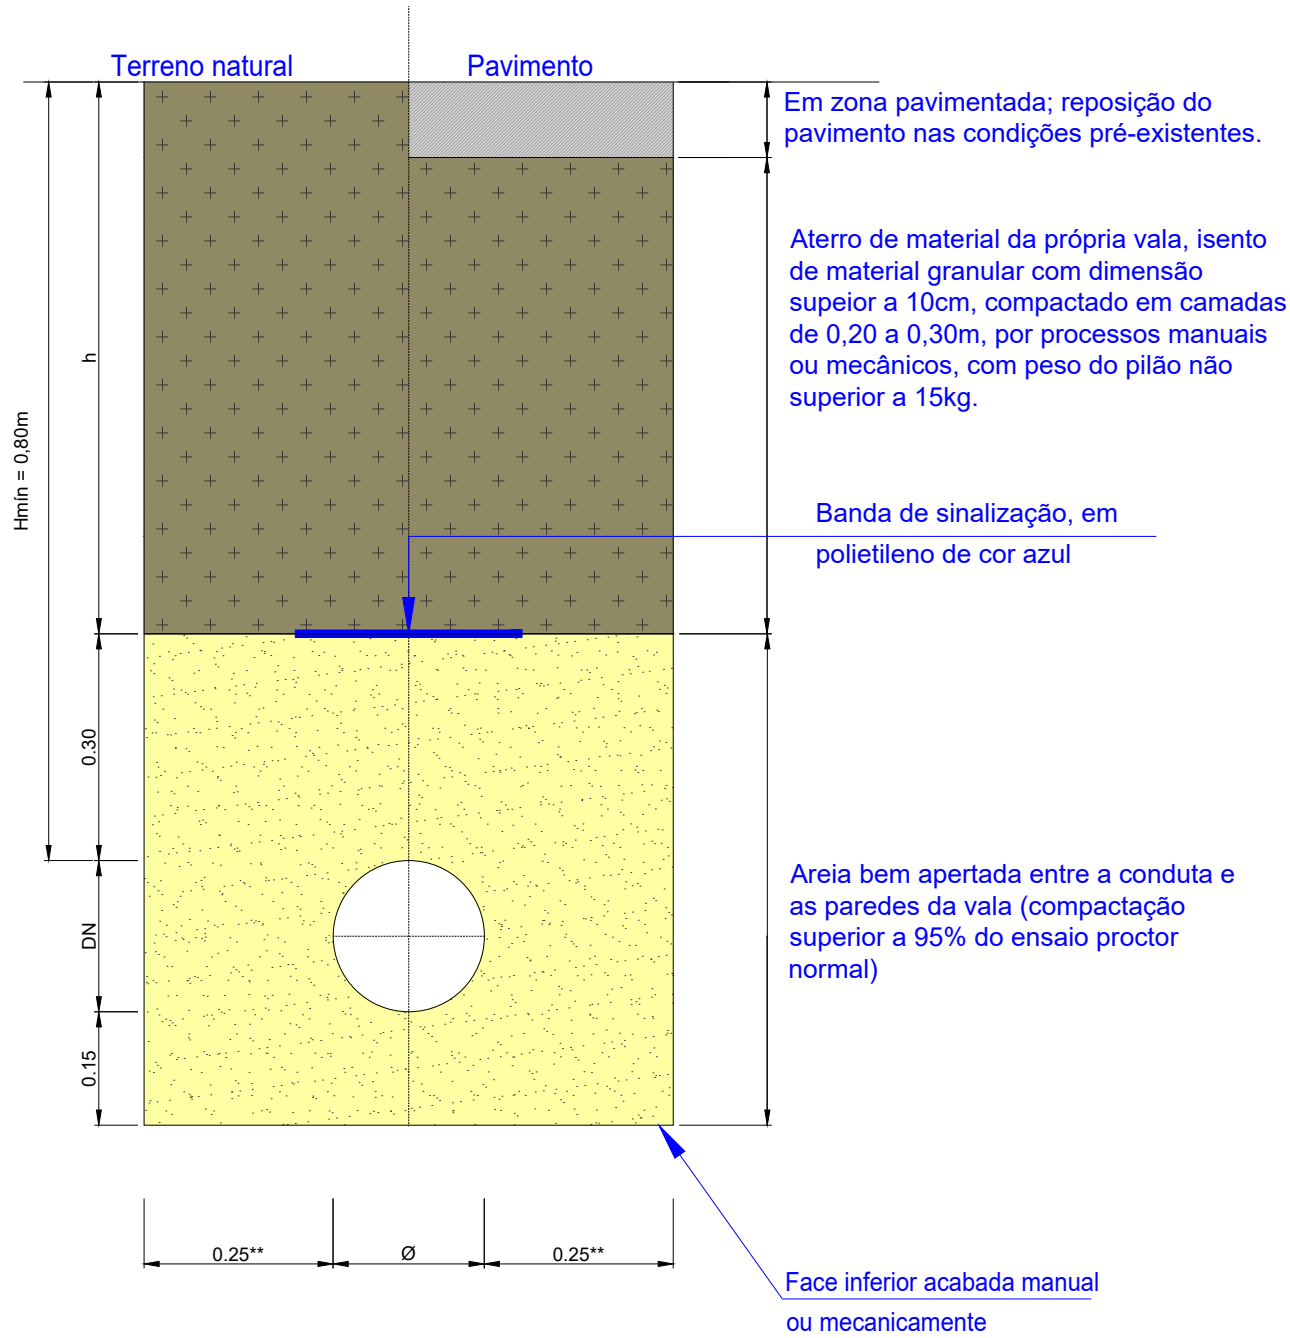 Terreno natural
Pavimento
Em zona pavimentada; reposição do
pavimento nas condições pré-existentes.
Aterro de material da própria vala, isento
de material granular com dimensão
supeior a 10cm, compactado em camadas
de 0,20 a 0,30m, por processos manuais
ou mecânicos, com peso do pilão não
superior a 15kg.
h
Hmín = 0,80m
Banda de sinalização, em
polietileno de cor azul
0.30
Areia bem apertada entre a conduta e
as paredes da vala (compactação
superior a 95% do ensaio proctor
normal)
DN
0.15
0.25**
Ø
0.25**
Face inferior acabada manual
ou mecanicamente